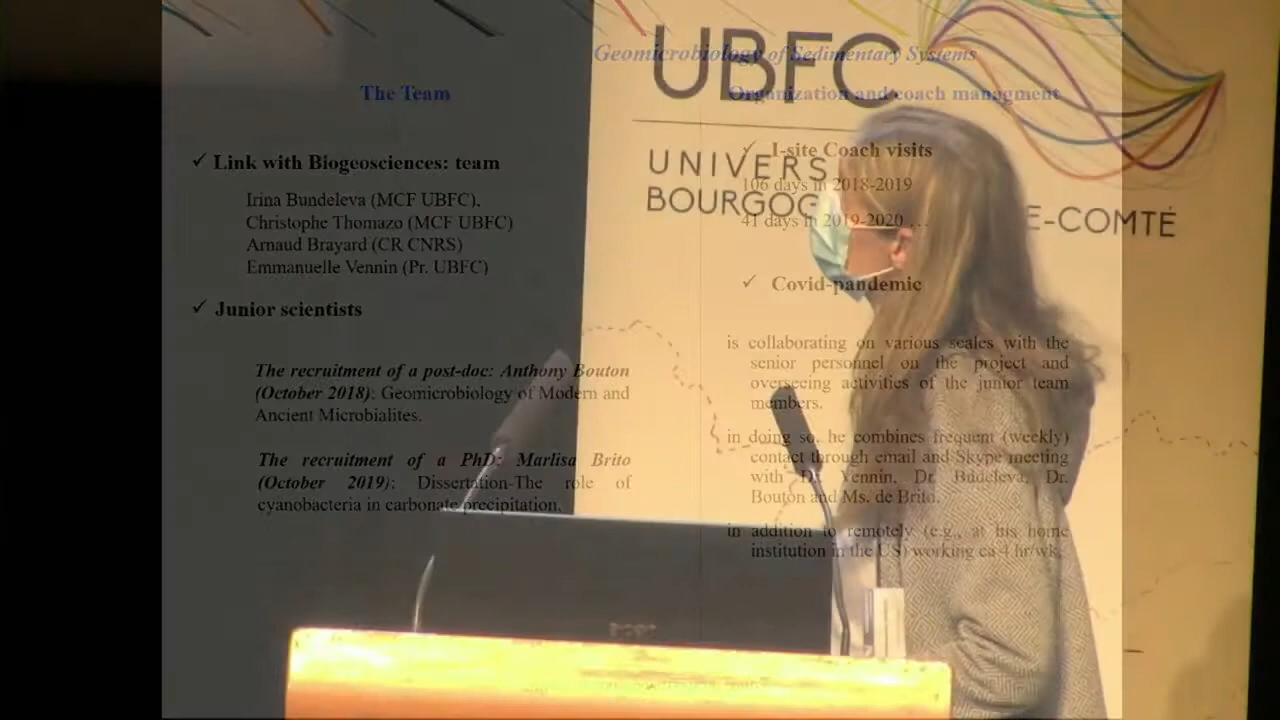 Geomicrobiology of Sedimentary Systems
The Team
✓ Link with Biogeosciences: team
Irina Bundeleva (MCF UBFC),
Christophe Thomazo (MCF UBFC)
Arnaud Brayard (CR CNRS)
Emmanuelle Vennin (Pr. UBFC)
✓ Junior scientists
The recruitment of a post-doc: Anthony Bouton
(October 2018): Geomicrobiology of Modern and
Ancient Microbialites.
The recruitment of a PhD: Marlisa Brito
(October 2019): Dissertation-The role of
cyanobacteria in carbonate precipitation.
Organization and coach managment
✓ I-site Coach visits
106 days in 2018-2019
41 days in 2019-2020 ,..
✓ Covid-pandemic
is collaborating on various scales with the
senior personnel on the project and
overseeing activities of the junior team
members.
in doing so, he combines frequent (weekly)
contact through email and Skype meeting
with Dr. Vennin, Dr. Budeleva, Dr.
Bouton and Ms. de Brito.
in addition to remotely (e.g., at his home
institution in the US) working ca 4 hr/wk.
UBFC
UNIVERS
BOURGOG E-COMTÉ